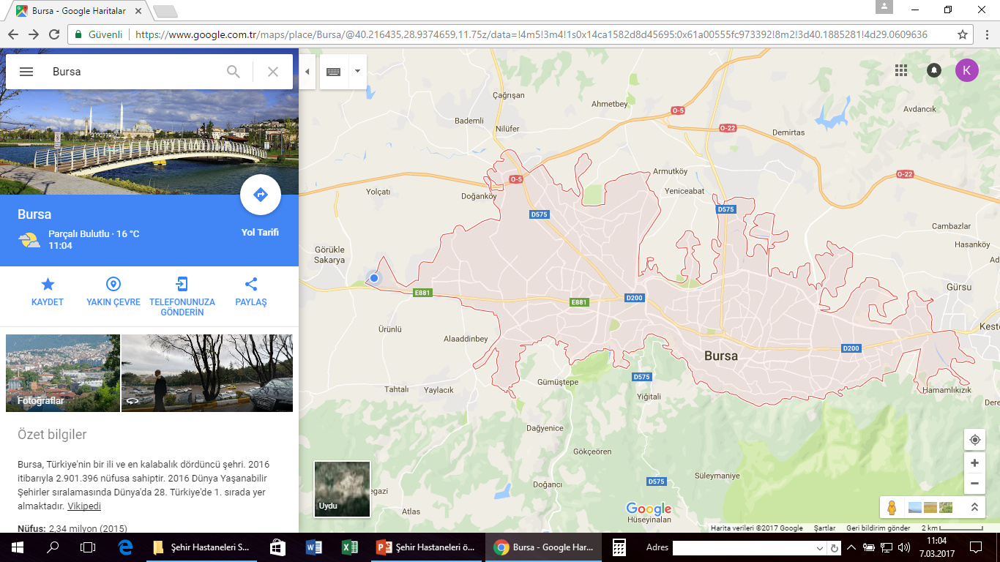 Bursa - Google Haritalar
Güvenli
https://www.google.com.tr/maps/place/Bursa/@40.216435,28.9374659,11.75z/data=!4m5!3m4!1s0x14ca1582d8d45695:0x61a00555fc973392!8m2!3d40.1885281!4d29.0609636
Bursa
K
Bursa
Parçalı Bulutlu · 16 °C
11:04
Yol Tarifi
KAYDET
YAKIN ÇEVRE
TELEFONUNUZA GÖNDERİN
PAYLAŞ
Fotoğraflar
Özet bilgiler
Bursa, Türkiye'nin bir ili ve en kalabalık dördüncü şehri. 2016
itibarıyla 2.901.396 nüfusa sahiptir. 2016 Dünya Yaşanabilir
Şehirler sıralamasında Dünya'da 28. Türkiye'de 1. sırada yer
almaktadır. Vikipedi
Nüfus: 2,34 milyon (2015)
Çağrışan
Ahmetbey
O-5
Avdancık
Bademli
Nilüfer
O-22
Demirtas
Armutköy
O-22
O-5
Yolçatı
Doğanköy
Yeniceabat
D575
D575
Cambazlar
Hasanköy
Görükle
Sakarya
Ad
Gürsu
E881
E881
D200
Keste
Ürünlü
Alaaddinbey
D200
Bursa
Gümüştepe
D575
Tahtalı
Yaylacık
Yiğitali
Hamamlıkızık
Dere
Dağyenice
Gökçeören
Süleymaniye
Doğancı
D575
egazi
Atlas
Uydu
Google
Hüseyinalan
Harita verileri ©2017 Google
Şartlar
Geri bildirim gönder
2 km
Şehir Hastaneleri S...
Şehir Hastaneleri ö...
Bursa - Google Har...
Adres
11:04
7.03.2017